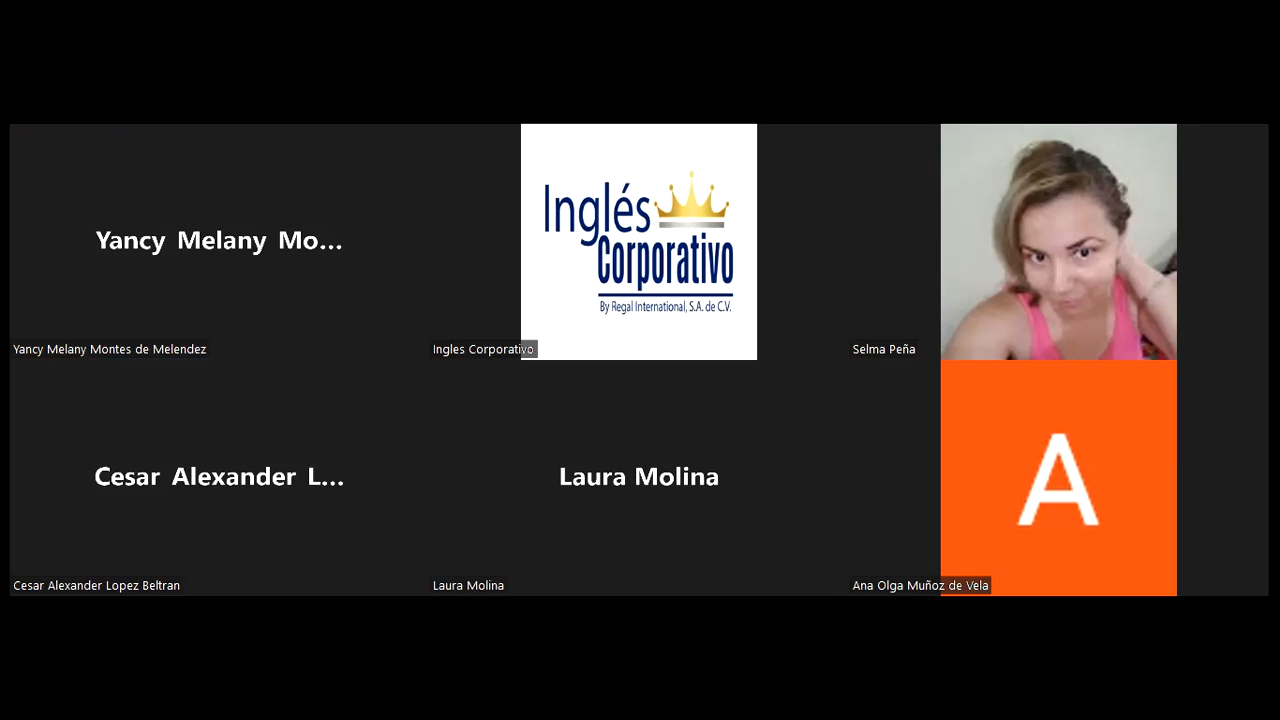 Yancy Melany Mo...
Yancy Melany Montes de Melendez
Inglés
Corporativo
By Regal International, S.A. de C.V.
Ingles Corporativo
Selma Peña
Cesar Alexander L...
Cesar Alexander Lopez Beltran
Laura Molina
Laura Molina
A
Ana Olga Muñoz de Vela